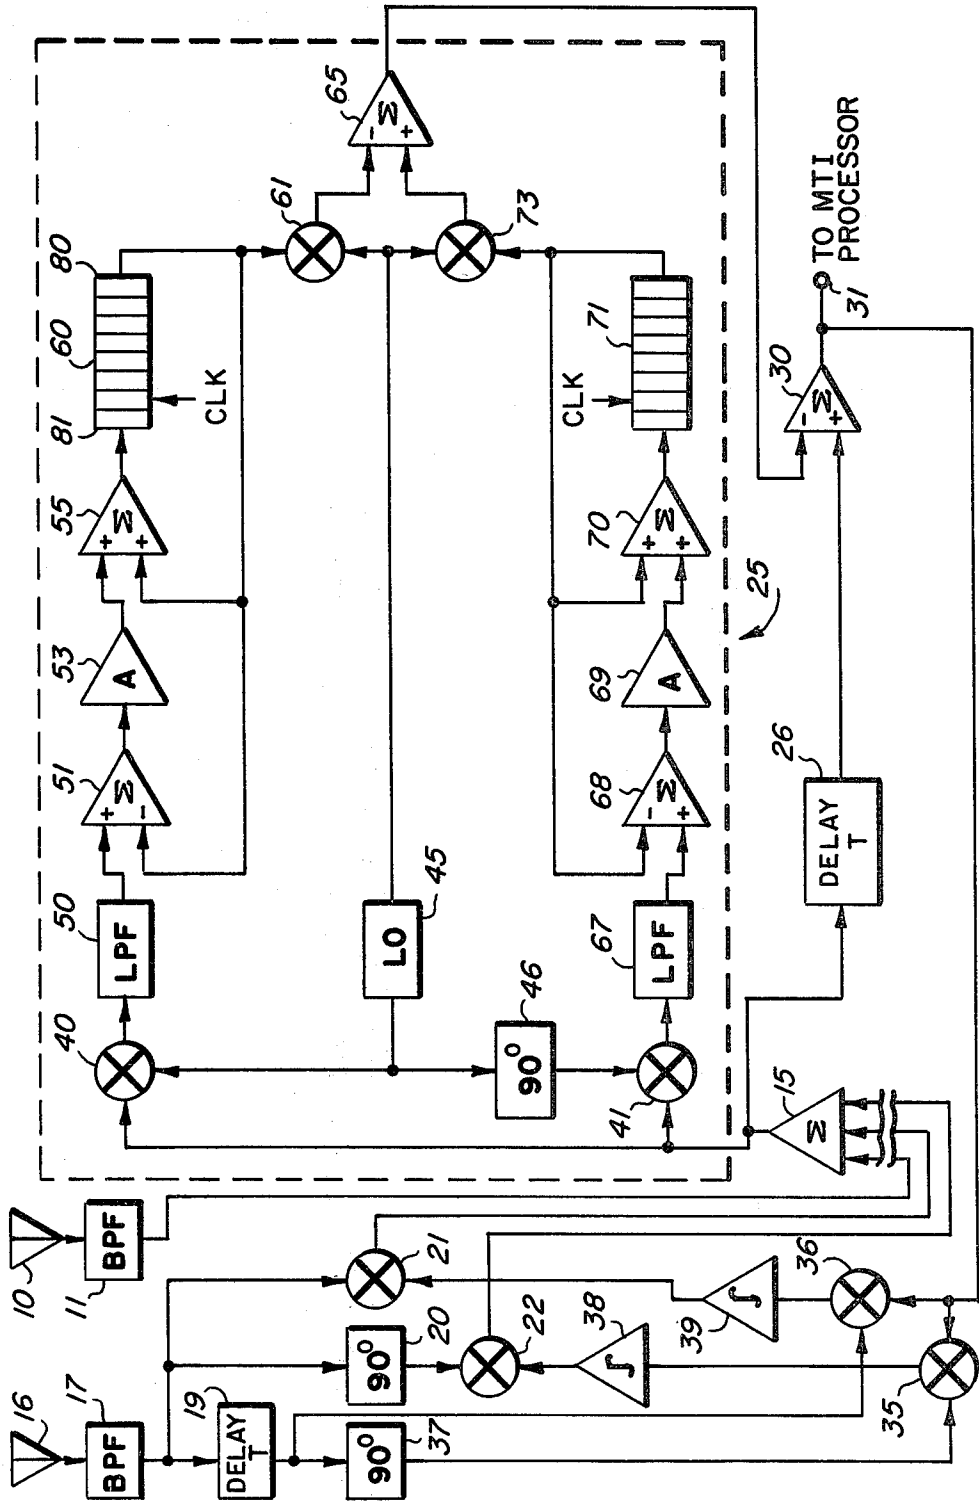 10
11
BPF
16
17
BPF
19
DELAY
T
20
90°
21
22
37
90°
38
∫
39
∫
35
36
15
Σ
40
41
46
90°
45
LO
50
LPF
67
LPF
51
Σ
+
-
68
Σ
-
+
53
A
69
A
55
Σ
+
+
70
Σ
+
+
81
60
80
CLK
71
CLK
61
73
65
Σ
-
+
25
26
DELAY
T
30
Σ
-
+
31
TO MTI
PROCESSOR